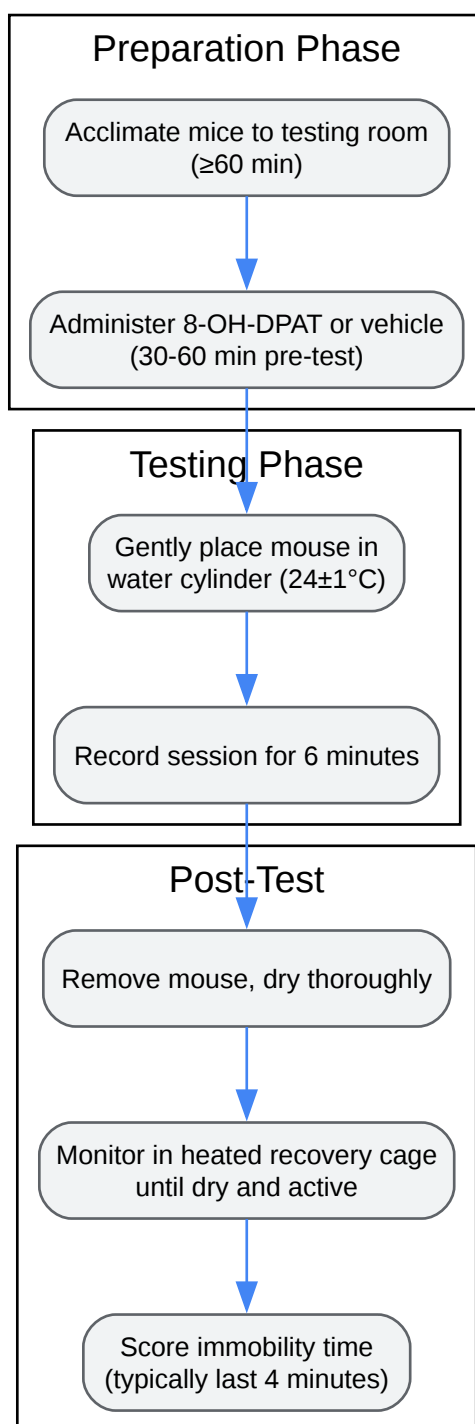 Preparation Phase
Acclimate mice to testing room
(≥60 min)
Administer 8-OH-DPAT or vehicle
(30-60 min pre-test)
Testing Phase
Gently place mouse in
water cylinder (24±1°C)
Record session for 6 minutes
Post-Test
Remove mouse, dry thoroughly
Monitor in heated recovery cage
until dry and active
Score immobility time
(typically last 4 minutes)